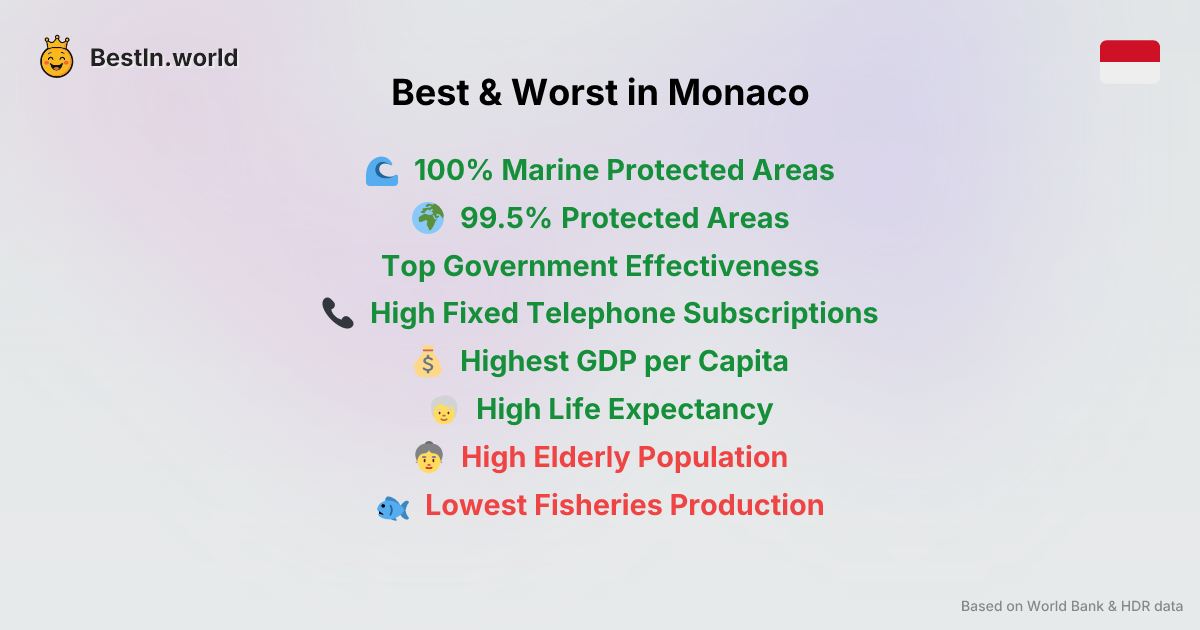 BestIn.world
Best & Worst in Monaco
100% Marine Protected Areas
99.5% Protected Areas
Top Government Effectiveness
High Fixed Telephone Subscriptions
Highest GDP per Capita
High Life Expectancy
High Elderly Population
Lowest Fisheries Production
Based on World Bank & HDR data